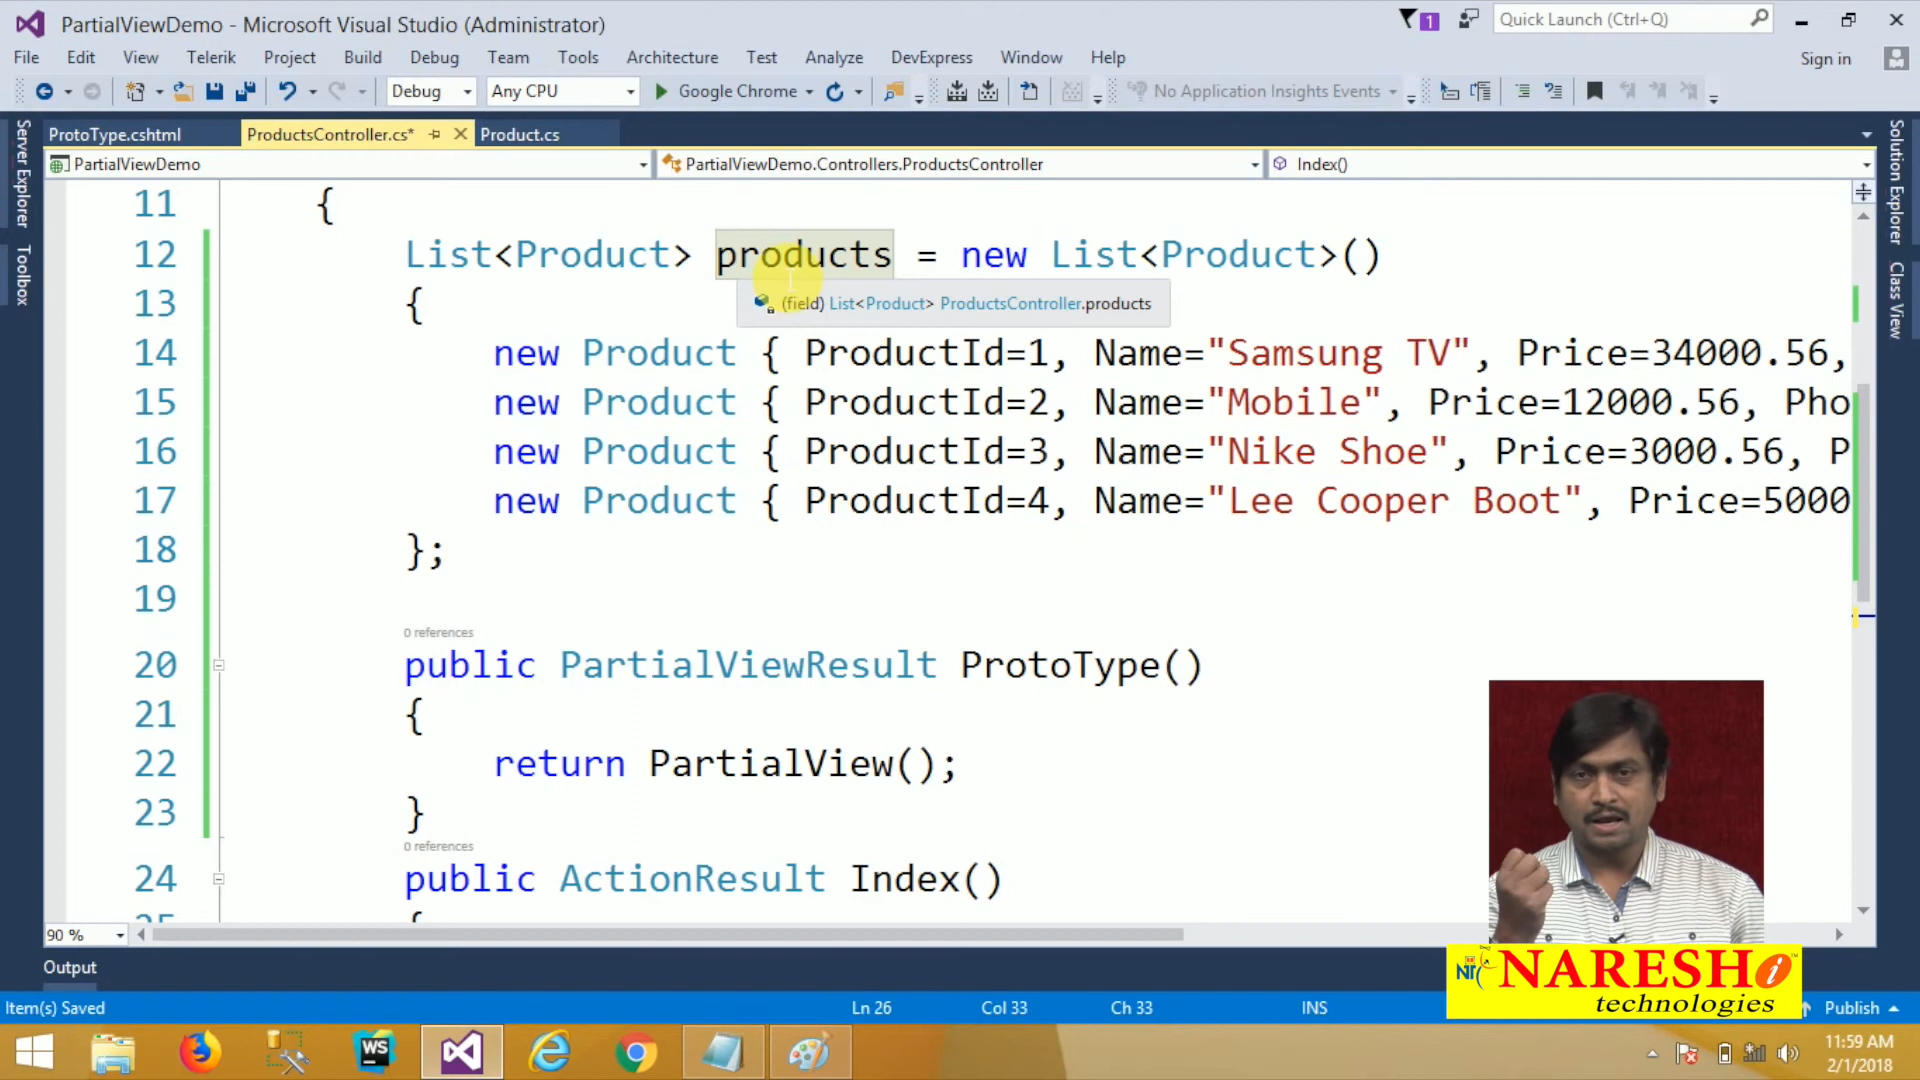 PartialViewDemo - Microsoft Visual Studio (Administrator)
1
Quick Launch (Ctrl+Q)
File Edit View Telerik Project Build Debug Team Tools Architecture Test Analyze DevExpress Window Help
Sign in
Debug Any CPU Google Chrome No Application Insights Events
ProtoType.cshtml ProductsController.cs* Product.cs
PartialViewDemo PartialViewDemo.Controllers.ProductsController Index()
Server Explorer
Toolbox
Solution Explorer
Class View
11 {
12 List<Product> products = new List<Product>()
13 {
(field) List<Product> ProductsController.products
14 new Product { ProductId=1, Name="Samsung TV", Price=34000.56,
15 new Product { ProductId=2, Name="Mobile", Price=12000.56, Pho
16 new Product { ProductId=3, Name="Nike Shoe", Price=3000.56, P
17 new Product { ProductId=4, Name="Lee Cooper Boot", Price=5000
18 };
19
0 references
20 public PartialViewResult ProtoType()
21 {
22 return PartialView();
23 }
0 references
24 public ActionResult Index()
90 %
Output
NARESH i
technologies
Item(s) Saved Ln 26 Col 33 Ch 33 INS Publish
WS
11:59 AM
2/1/2018